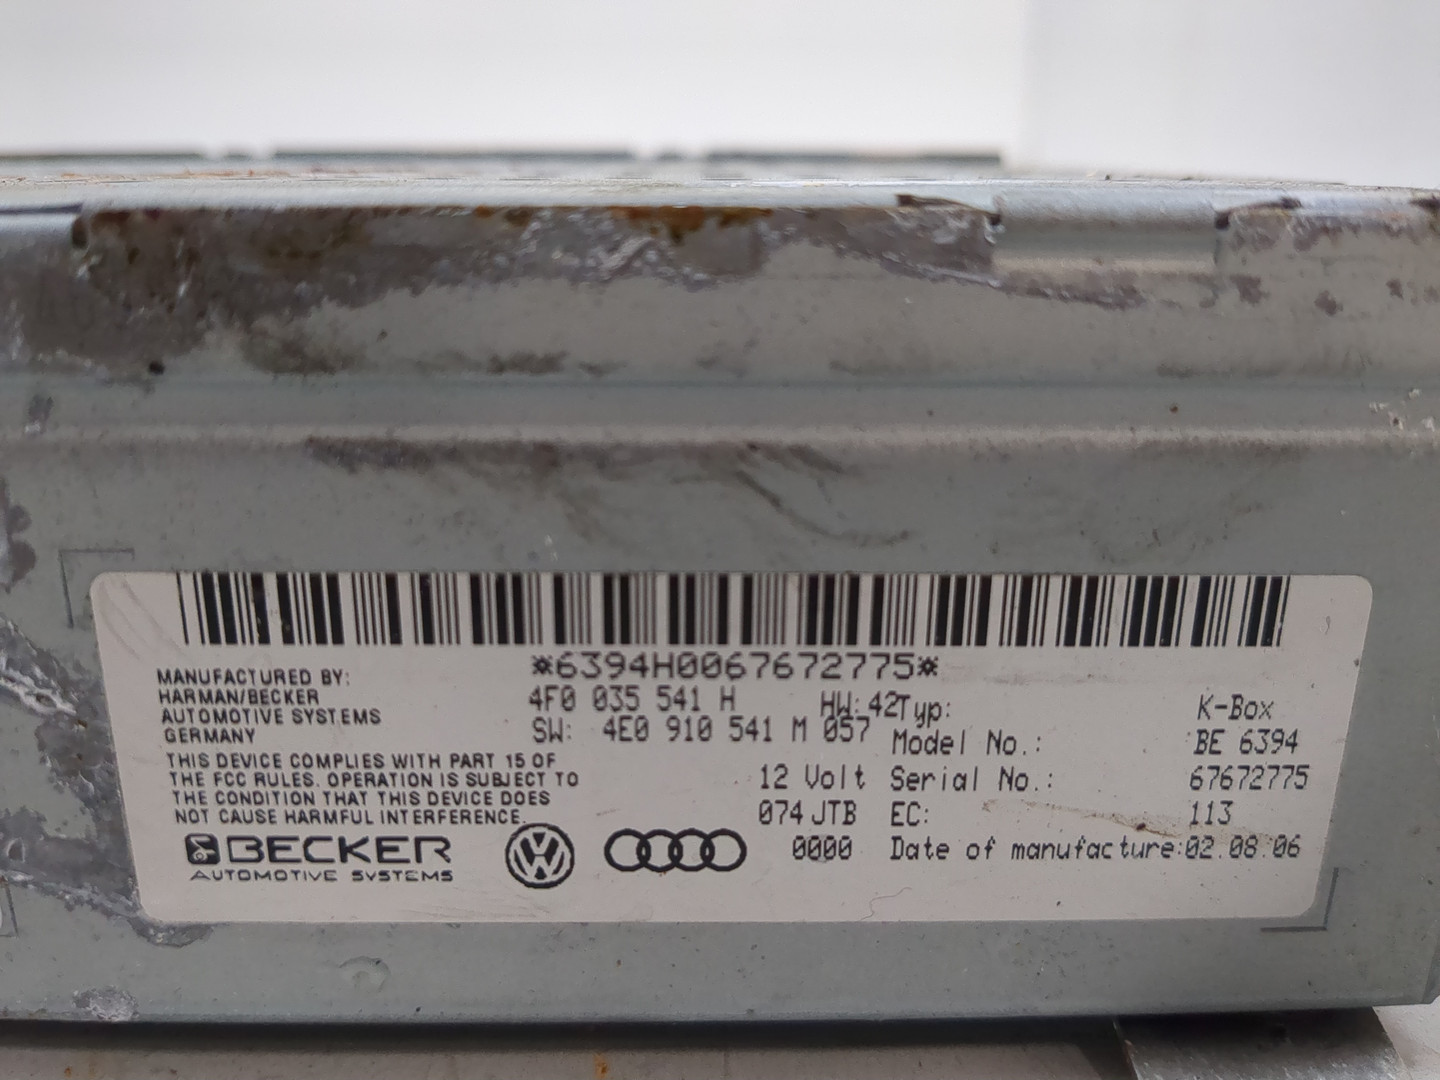 *6394H0067672775*
MANUFACTURED BY:
HARMAN/BECKER
AUTOMOTIVE SYSTEMS
GERMANY
4F0 035 541 H HW: 42
SW: 4E0 910 541 M 057
THIS DEVICE COMPLIES WITH PART 15 OF
THE FCC RULES. OPERATION IS SUBJECT TO
THE CONDITION THAT THIS DEVICE DOES
NOT CAUSE HARMFUL INTERFERENCE.
12 Volt
074 JTB
0000
Typ: K-Box
Model No.: BE 6394
Serial No.: 67672775
EC: 113
Date of manufacture: 02.08.06
BECKER
AUTOMOTIVE SYSTEMS